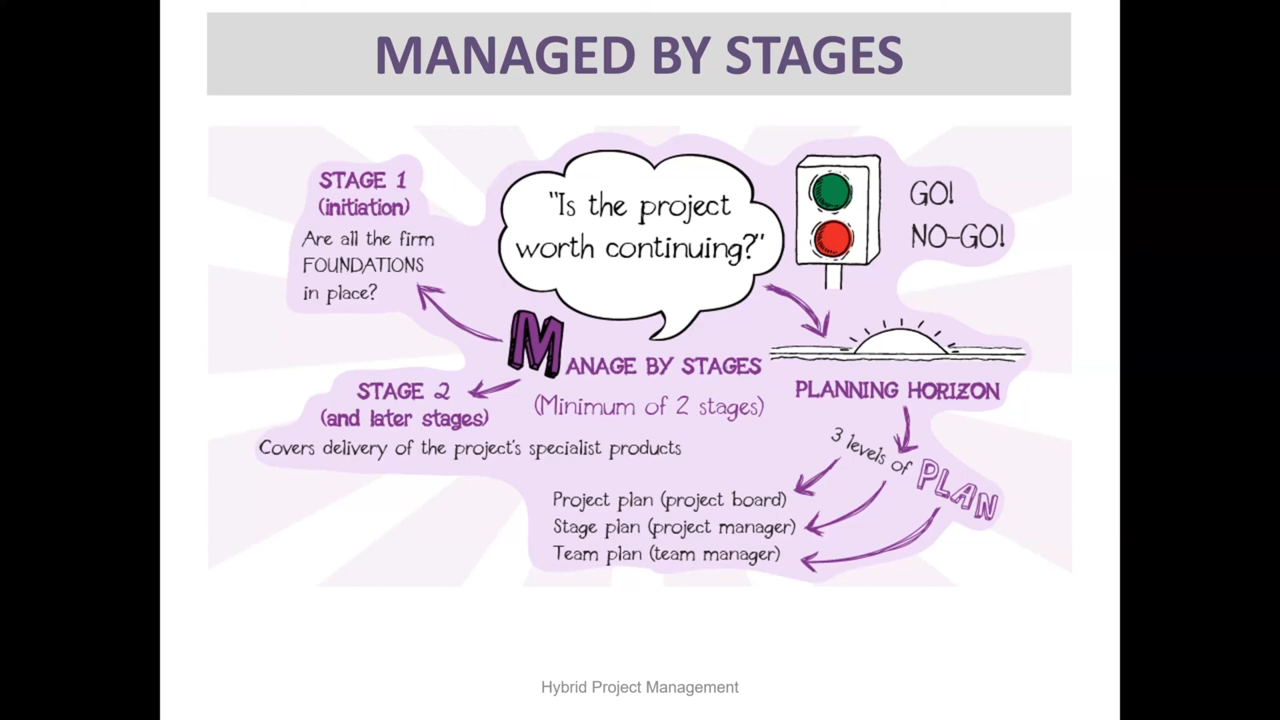 MANAGED BY STAGES
STAGE 1
(initiation)
Are all the firm
FOUNDATIONS
in place?
"Is the project
worth continuing?"
GO!
NO-GO!
MANAGE BY STAGES
(Minimum of 2 stages)
STAGE 2
(and later stages)
Covers delivery of the project's specialist products
PLANNING HORIZON
3 levels of PLAN
Project plan (project board)
Stage plan (project manager)
Team plan (team manager)
Hybrid Project Management